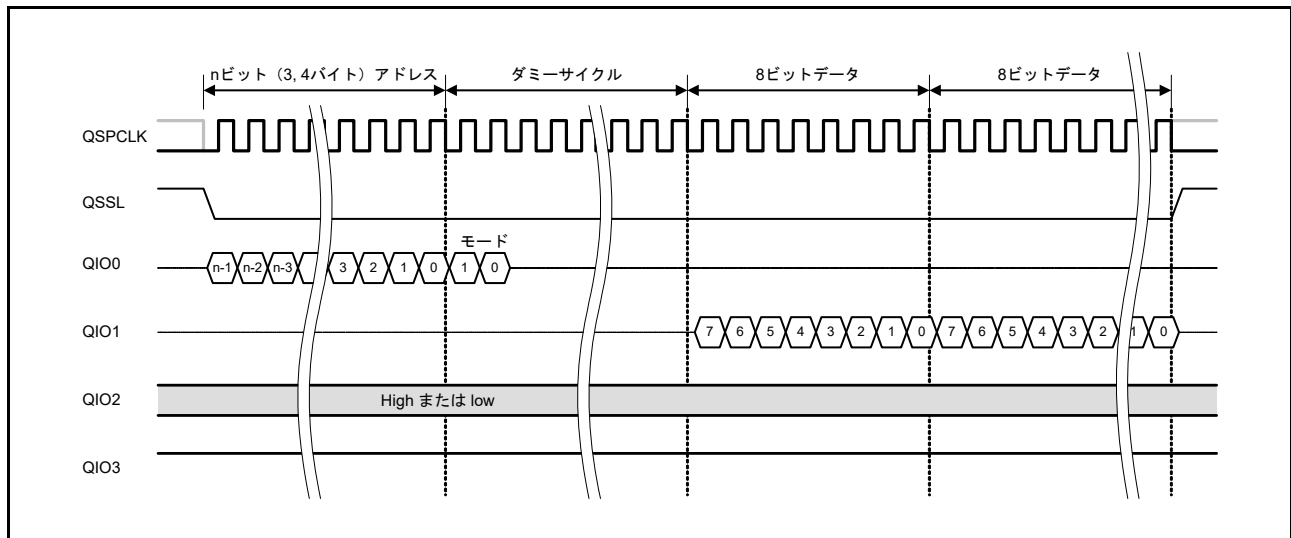 nビット（3, 4バイト）アドレス ダミーサイクル 8ビットデータ 8ビットデータ
QSPCLK
QSSL
モード
QIO0 n-1 n-2 n-3 3 2 1 0 1 0
QIO1 7 6 5 4 3 2 1 0 7 6 5 4 3 2 1 0
QIO2 High または low
QIO3